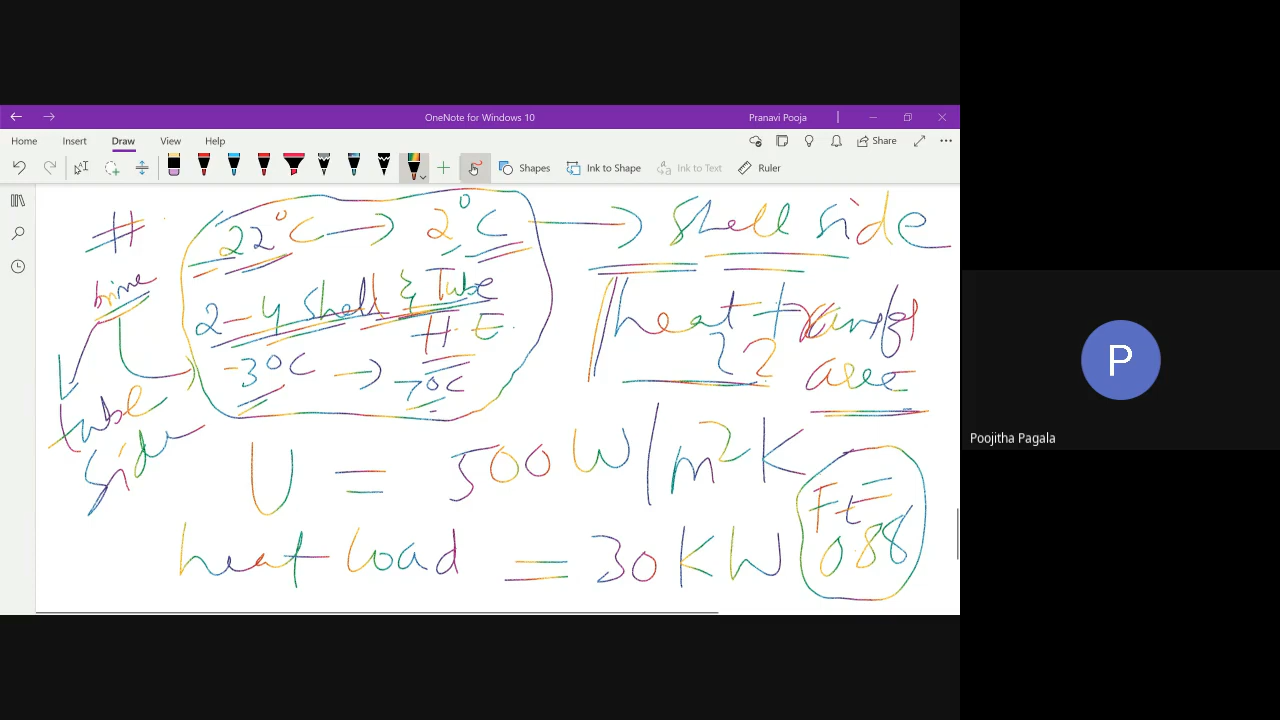 OneNote for Windows 10
Pranavi Pooja
Home Insert Draw View Help
Share
Shapes Ink to Shape Ink to Text Ruler
# 22°C → 2°C → shell side
brine
2-4 shell & Tube
H.E
heat transfer
area ??
-3°C → 7°C
tube
side
U = 500 W/m²K
Ft =
0.88
heat load = 30 KW
P
Poojitha Pagala